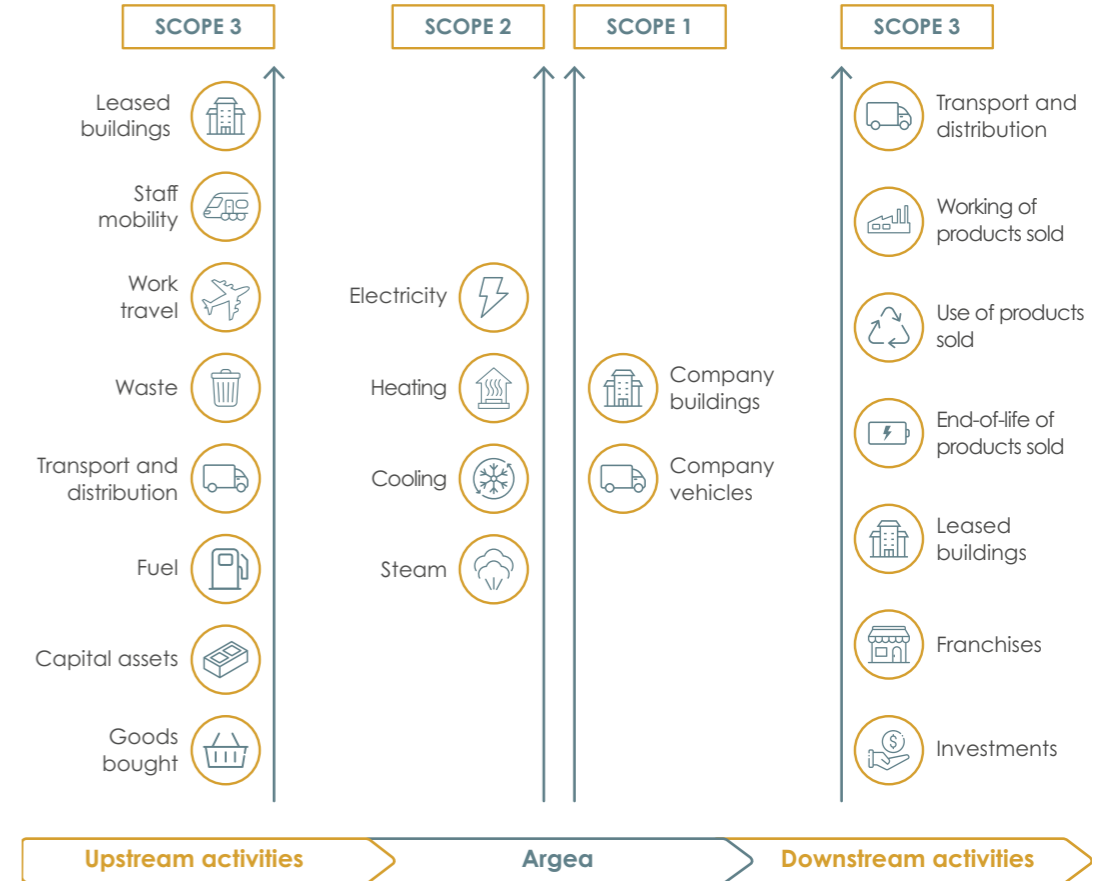 SCOPE 3
Leased
buildings
Staff
mobility
Work
travel
Waste
Transport and
distribution
Fuel
Capital assets
Goods
bought
SCOPE 2
Electricity
Heating
Cooling
Steam
SCOPE 1
Company
buildings
Company
vehicles
SCOPE 3
Transport and
distribution
Working of
products sold
Use of products
sold
End-of-life of
products sold
Leased
buildings
Franchises
Investments
Upstream activities
Argea
Downstream activities